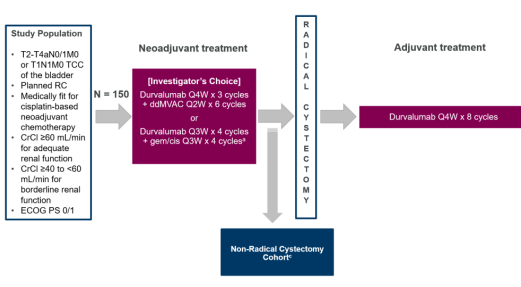 Study Population
• T2-T4aN0/1M0
or T1N1M0 TCC
of the bladder
• Planned RC
• Medically fit for
cisplatin-based
neoadjuvant
chemotherapy
• CrCl ≥60 mL/min
for adequate
renal function
• CrCl ≥40 to <60
mL/min for
borderline renal
function
• ECOG PS 0/1
N = 150
Neoadjuvant treatment
[Investigator's Choice]
Durvalumab Q4W x 3 cycles
+ ddMVAC Q2W x 6 cycles
or
Durvalumab Q3W x 4 cycles
+ gem/cis Q3W x 4 cyclesᵃ
RADICAL CYSTECTOMY
Adjuvant treatment
Durvalumab Q4W x 8 cycles
Non-Radical Cystectomy
Cohortᶜ